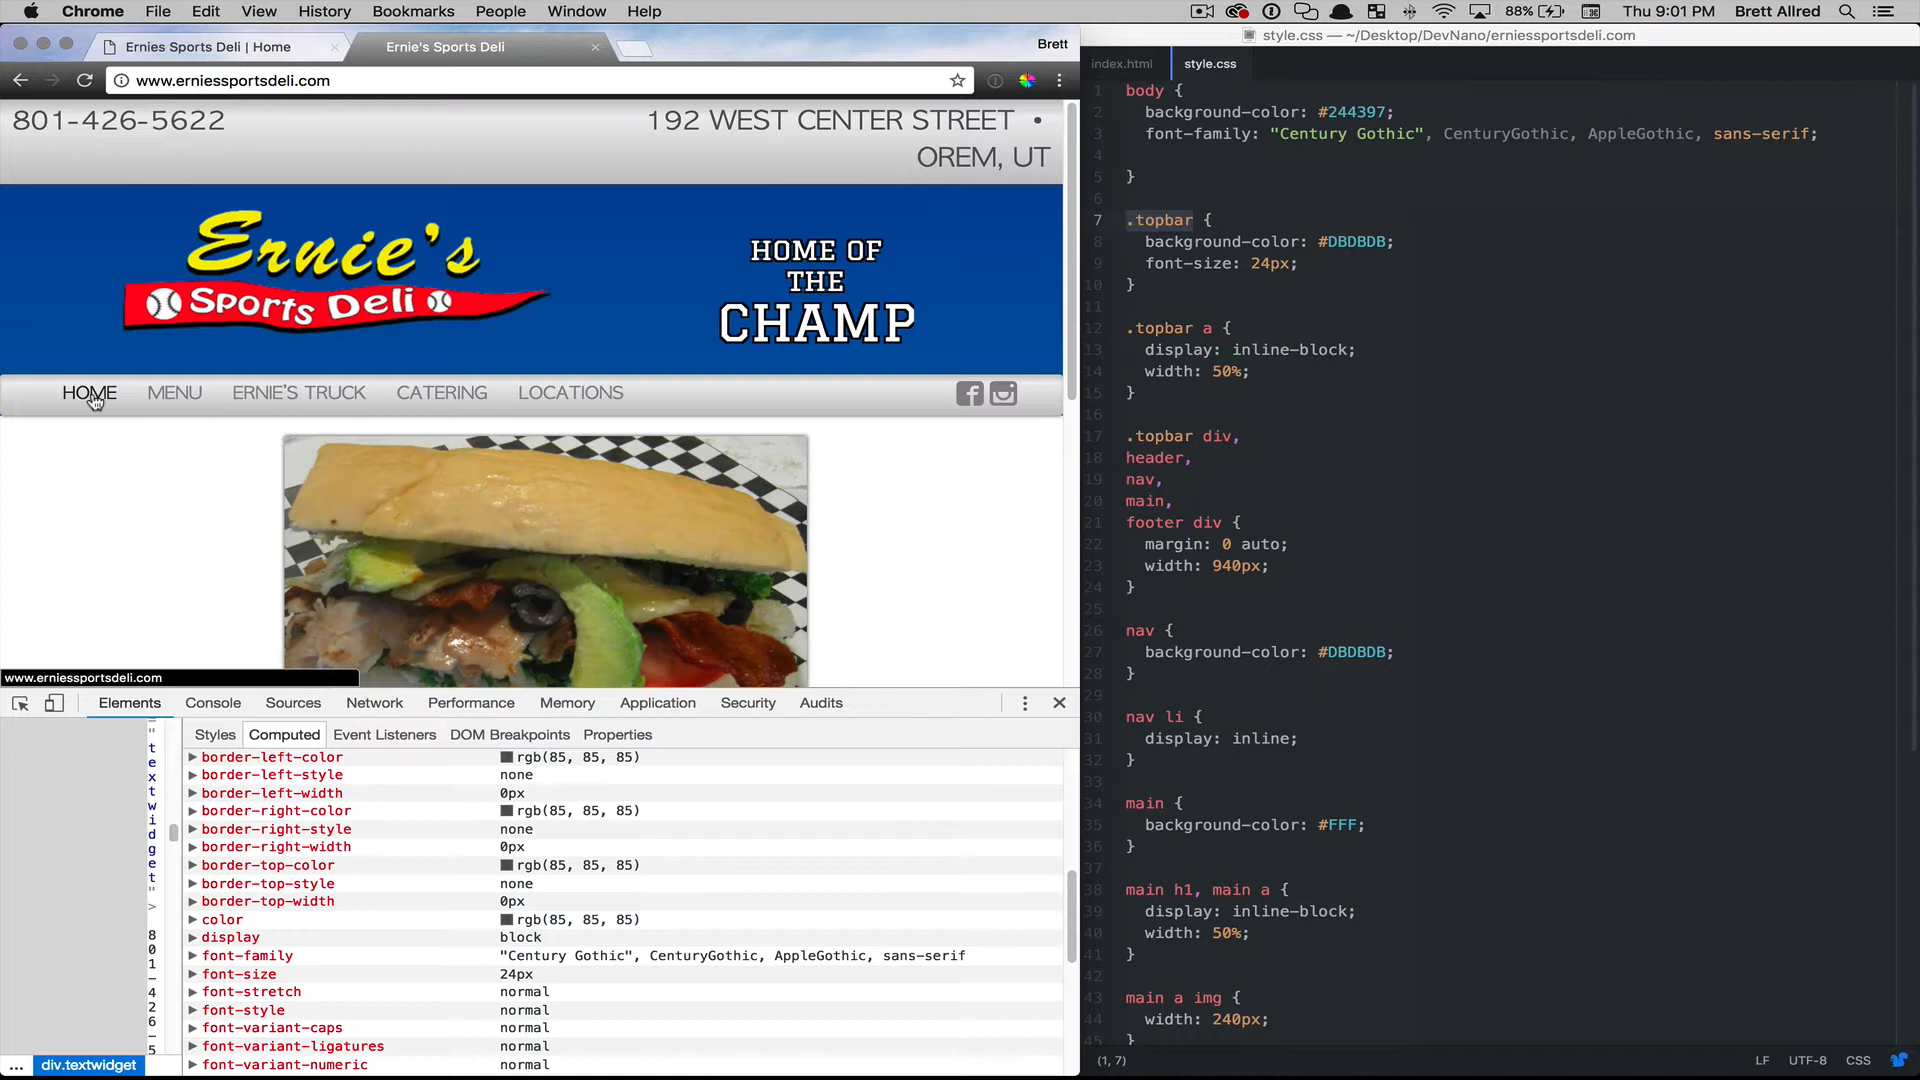 Chrome File Edit View History Bookmarks People Window Help
88% Thu 9:01 PM Brett Allred
Ernies Sports Deli | Home
Ernie's Sports Deli
Brett
www.erniessportsdeli.com
801-426-5622
192 WEST CENTER STREET •
OREM, UT
Ernie's
Sports Deli
HOME OF
THE
CHAMP
HOME MENU ERNIE'S TRUCK CATERING LOCATIONS
www.erniessportsdeli.com
Elements Console Sources Network Performance Memory Application Security Audits
Styles Computed Event Listeners DOM Breakpoints Properties
"
t
e
x
t
w
i
d
g
e
t
"
>
8
0
1
-
4
2
6
-
5
border-left-color rgb(85, 85, 85)
border-left-style none
border-left-width 0px
border-right-color rgb(85, 85, 85)
border-right-style none
border-right-width 0px
border-top-color rgb(85, 85, 85)
border-top-style none
border-top-width 0px
color rgb(85, 85, 85)
display block
font-family "Century Gothic", CenturyGothic, AppleGothic, sans-serif
font-size 24px
font-stretch normal
font-style normal
font-variant-caps normal
font-variant-ligatures normal
font-variant-numeric normal
... div.textwidget
style.css — ~/Desktop/DevNano/erniessportsdeli.com
index.html style.css
1 body {
2 background-color: #244397;
3 font-family: "Century Gothic", CenturyGothic, AppleGothic, sans-serif;
4
5 }
6
7 .topbar {
8 background-color: #DBDBDB;
9 font-size: 24px;
10 }
11
12 .topbar a {
13 display: inline-block;
14 width: 50%;
15 }
16
17 .topbar div,
18 header,
19 nav,
20 main,
21 footer div {
22 margin: 0 auto;
23 width: 940px;
24 }
25
26 nav {
27 background-color: #DBDBDB;
28 }
29
30 nav li {
31 display: inline;
32 }
33
34 main {
35 background-color: #FFF;
36 }
37
38 main h1, main a {
39 display: inline-block;
40 width: 50%;
41 }
42
43 main a img {
44 width: 240px;
45 }
(1, 7) LF UTF-8 CSS